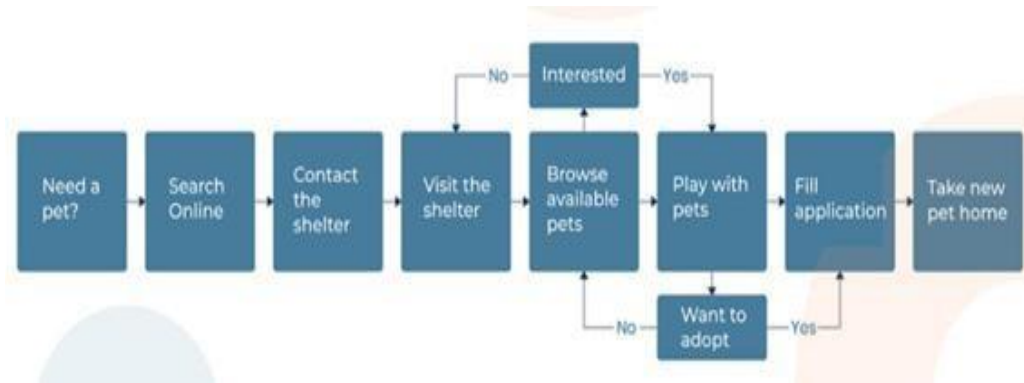 No
Interested
Yes
Need a
pet?
Search
Online
Contact
the
shelter
Visit the
shelter
Browse
available
pets
Play with
pets
Fill
application
Take new
pet home
No
Want to
adopt
Yes